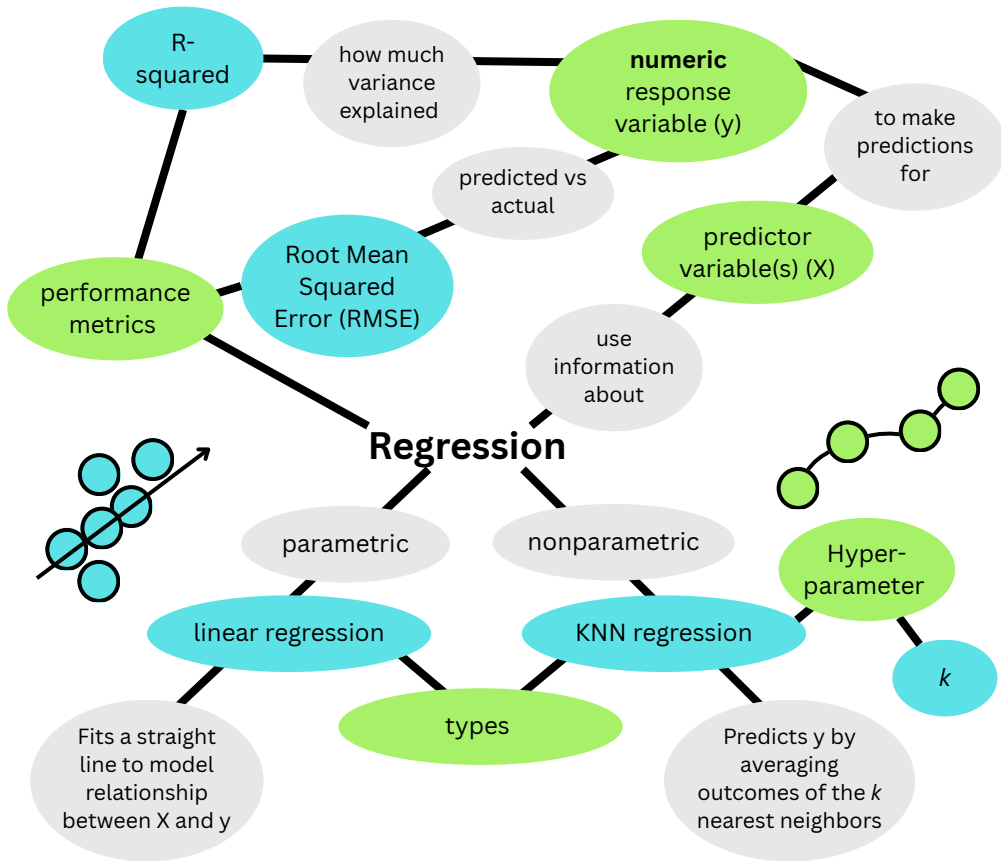 R-
squared
how much
variance
explained
numeric
response
variable (y)
to make
predictions
for
predicted vs
actual
predictor
variable(s) (X)
Root Mean
Squared
Error (RMSE)
performance
metrics
use
information
about
Regression
parametric
nonparametric
Hyper-
parameter
linear regression
KNN regression
k
types
Fits a straight
line to model
relationship
between X and y
Predicts y by
averaging
outcomes of the k
nearest neighbors